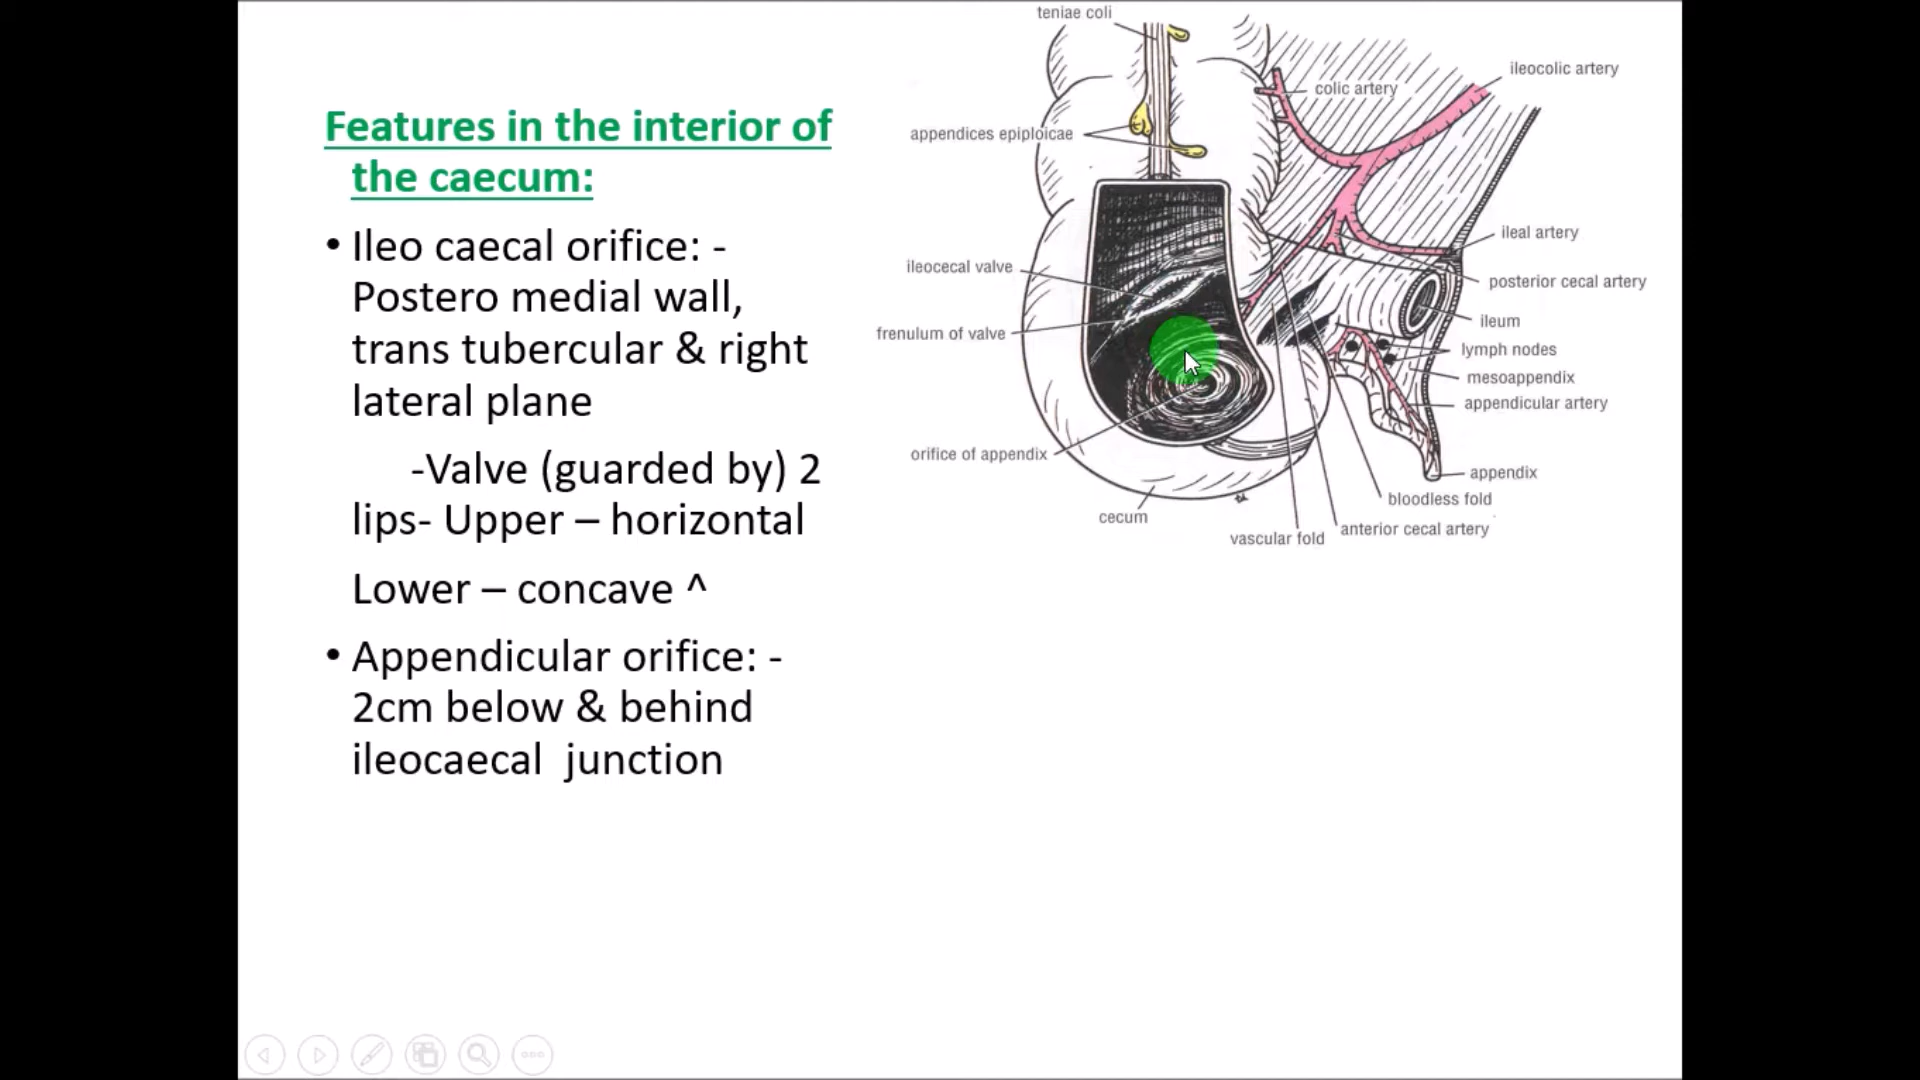 Features in the interior of
the caecum:
• Ileo caecal orifice: -
Postero medial wall,
trans tubercular & right
lateral plane
-Valve (guarded by) 2
lips- Upper – horizontal
Lower – concave ^
• Appendicular orifice: -
2cm below & behind
ileocaecal junction
teniae coli
appendices epiploicae
ileocecal valve
frenulum of valve
orifice of appendix
cecum
colic artery
ileocolic artery
ileal artery
posterior cecal artery
ileum
lymph nodes
mesoappendix
appendicular artery
appendix
bloodless fold
anterior cecal artery
vascular fold